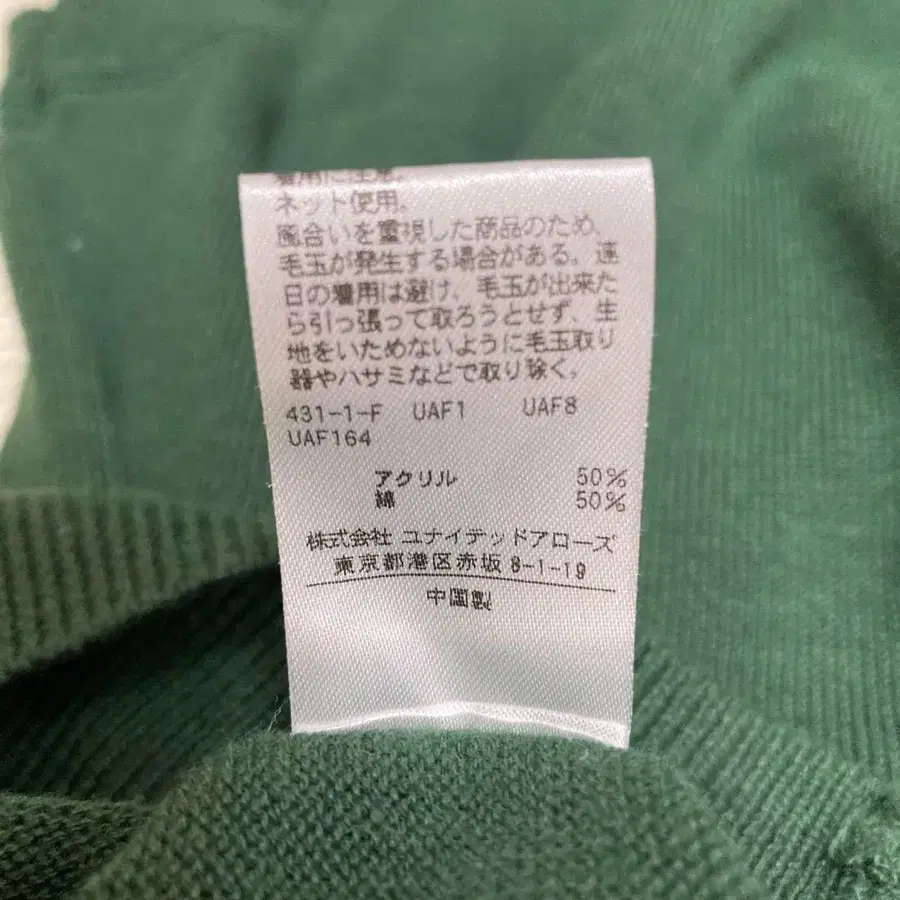 着用に注意。
ネット使用。
風合いを重視した商品のため、
毛玉が発生する場合がある。連
日の着用は避け、毛玉が出来た
ら引っ張って取ろうとせず、生
地をいためないように毛玉取り
器やハサミなどで取り除く。
431-1-F UAF1 UAF8
UAF164
アクリル 50%
綿 50%
株式会社 ユナイテッドアローズ
東京都港区赤坂 8-1-19
中国製